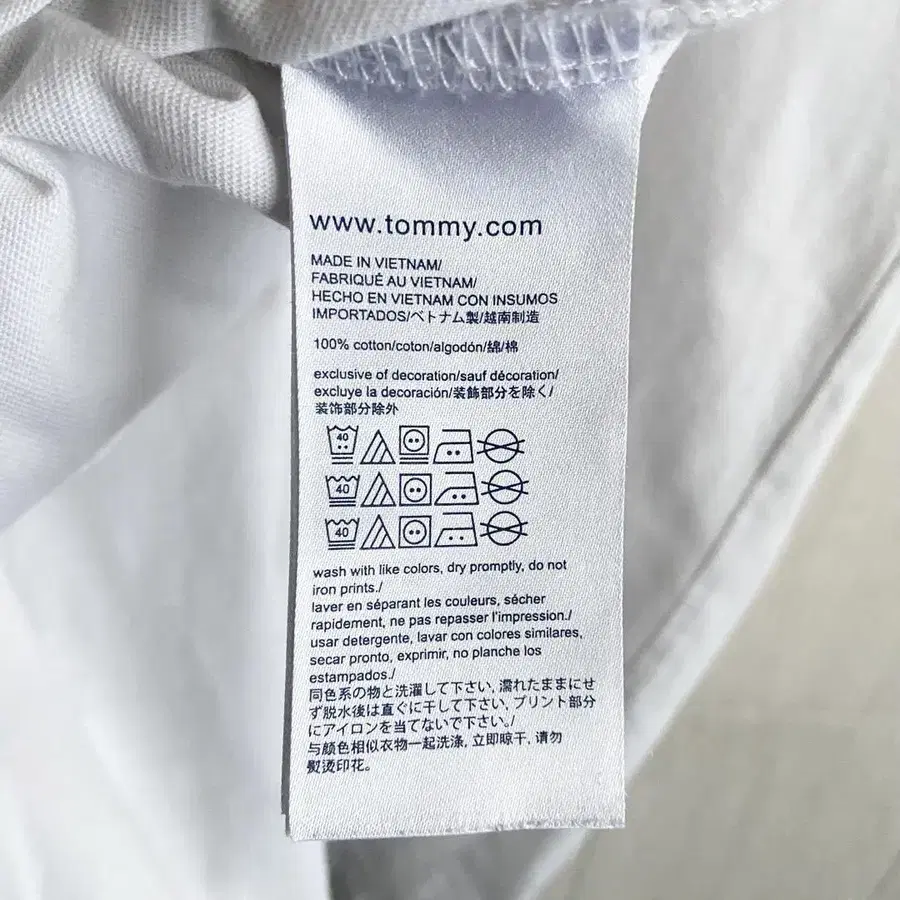 www.tommy.com
MADE IN VIETNAM/
FABRIQUÉ AU VIETNAM/
HECHO EN VIETNAM CON INSUMOS
IMPORTADOS/ベトナム製/越南制造
100% cotton/coton/algodón/綿/棉
exclusive of decoration/sauf décoration/
excluye la decoración/装飾部分を除く/
装饰部分除外
40
40
40
wash with like colors, dry promptly, do not
iron prints./
laver en séparant les couleurs, sécher
rapidement, ne pas repasser l'impression./
usar detergente, lavar con colores similares,
secar pronto, exprimir, no planche los
estampados./
同色系の物と洗濯して下さい, 濡れたままにせ
ず脱水後は直ぐに干して下さい, プリント部分
にアイロンを当てないで下さい。/
与颜色相似衣物一起洗涤, 立即晾干, 请勿
熨烫印花。